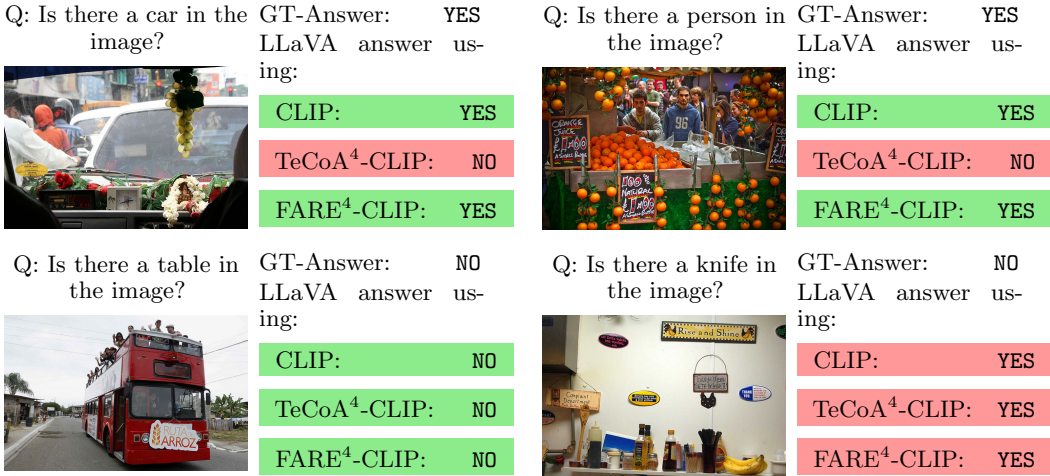 Q: Is there a car in the
image?
GT-Answer: YES
LLaVA answer us-
ing:
CLIP: YES
TeCoA⁴-CLIP: NO
FARE⁴-CLIP: YES
Q: Is there a person in
the image?
ORANGE
JUICE
96
100%
NATURAL
GT-Answer: YES
LLaVA answer us-
ing:
CLIP: YES
TeCoA⁴-CLIP: NO
FARE⁴-CLIP: YES
Q: Is there a table in
the image?
RUTA
ARROZ
GT-Answer: NO
LLaVA answer us-
ing:
CLIP: NO
TeCoA⁴-CLIP: NO
FARE⁴-CLIP: NO
Q: Is there a knife in
the image?
Rise and Shine
Complaint
Department
GT-Answer: NO
LLaVA answer us-
ing:
CLIP: YES
TeCoA⁴-CLIP: YES
FARE⁴-CLIP: YES